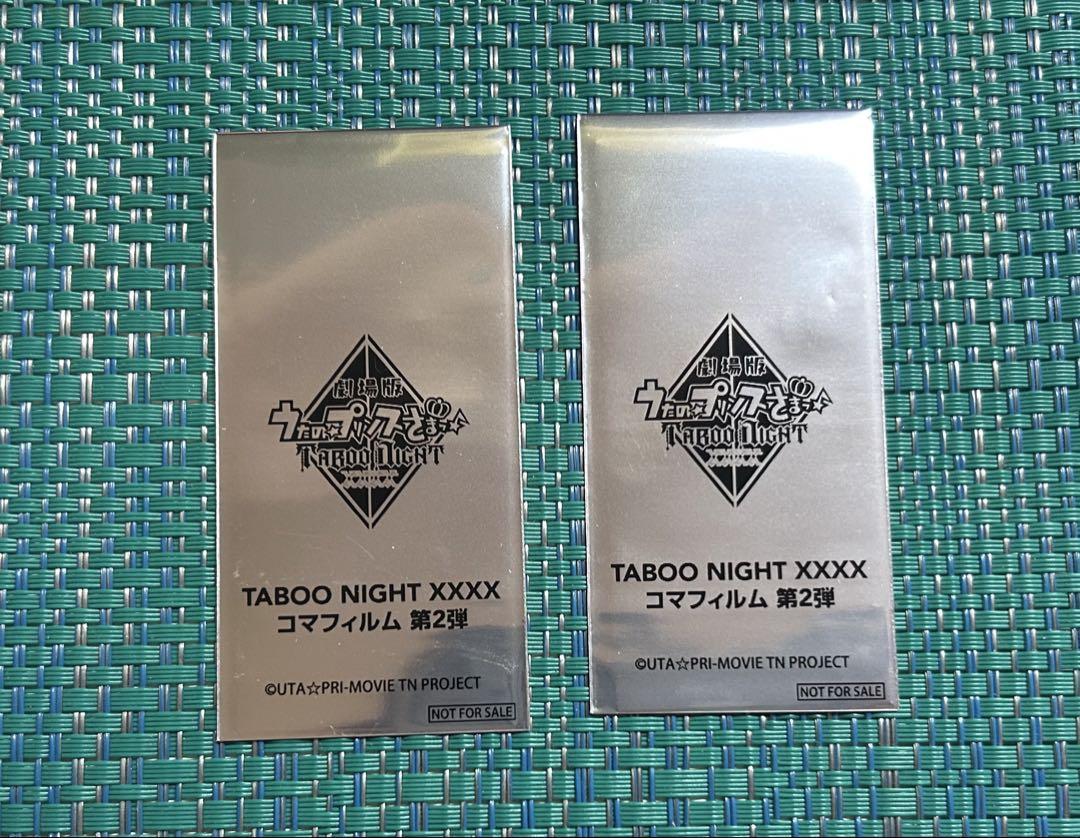 劇場版
うたの☆プリンスさまっ♪
TABOO NIGHT
XXXX
TABOO NIGHT XXXX
コマフィルム 第2弾
©UTA☆PRI-MOVIE TN PROJECT
NOT FOR SALE
劇場版
うたの☆プリンスさまっ♪
TABOO NIGHT
XXXX
TABOO NIGHT XXXX
コマフィルム 第2弾
©UTA☆PRI-MOVIE TN PROJECT
NOT FOR SALE